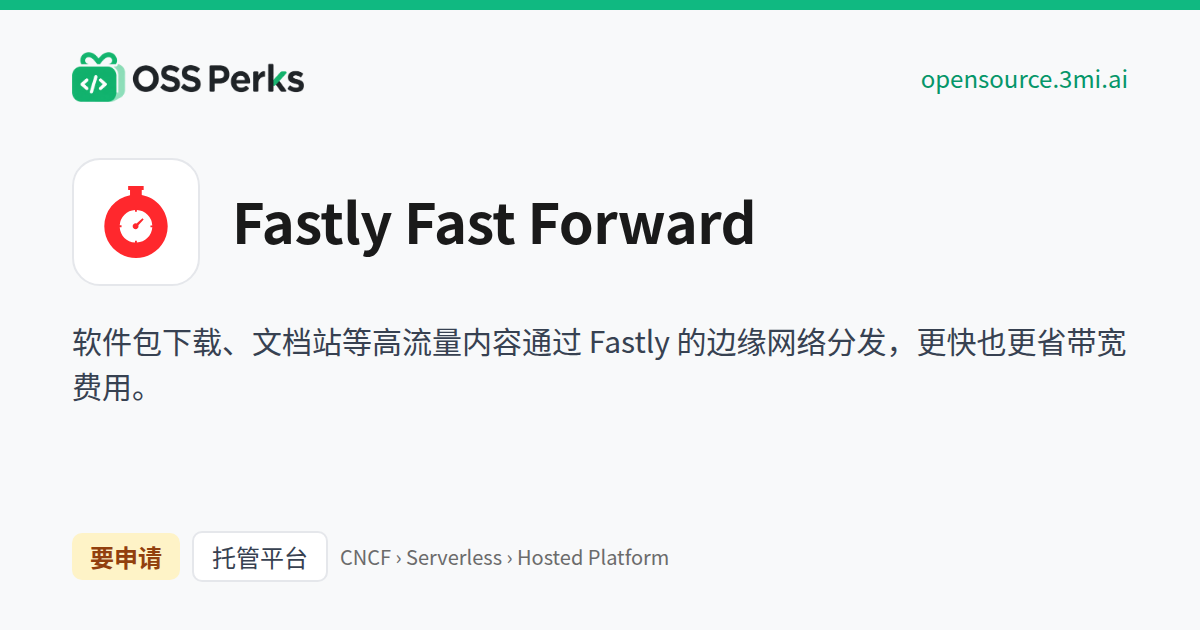 OSS Perks
opensource.3mi.ai
Fastly Fast Forward
软件包下载、文档站等高流量内容通过 Fastly 的边缘网络分发，更快也更省带宽
费用。
要申请
托管平台
CNCF › Serverless › Hosted Platform